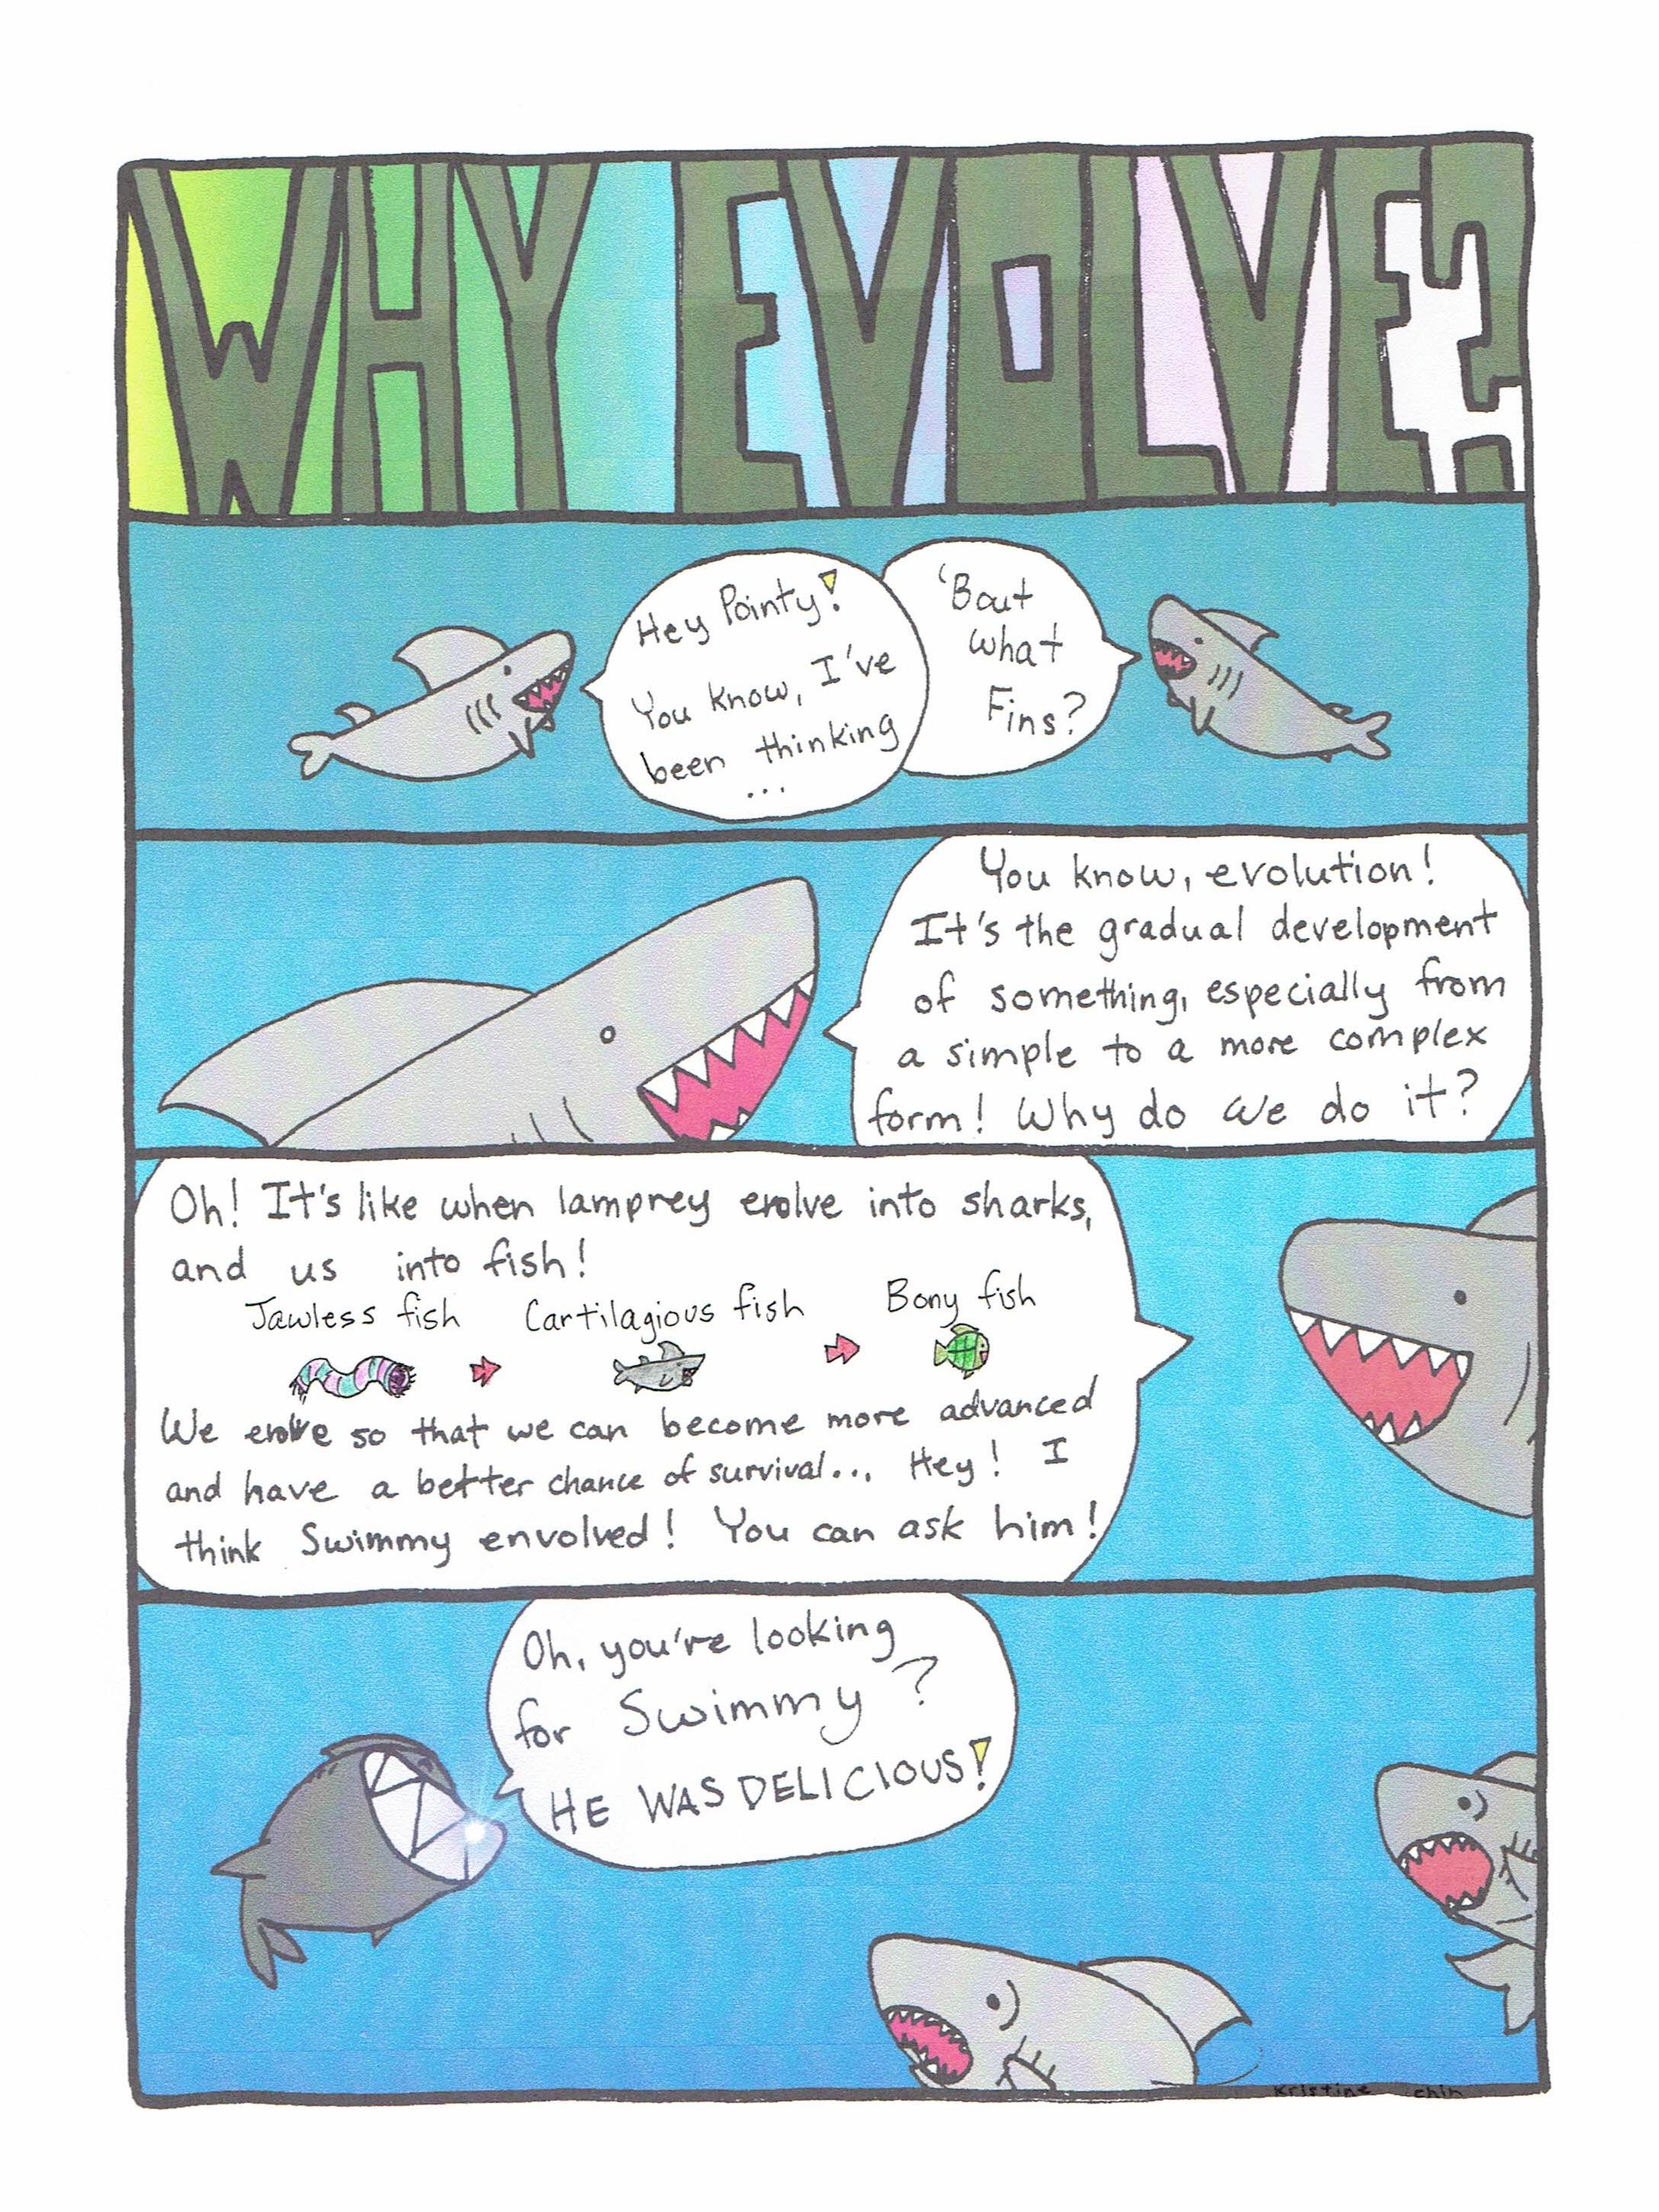 WHY EVOLVE?
Hey Pointy!
You know, I've
been thinking
...
'Bout
what
Fins?
You know, evolution!
It's the gradual development
of something, especially from
a simple to a more complex
form! Why do we do it?
Oh! It's like when lamprey evolve into sharks,
and us into fish!
Jawless fish
Cartilagious fish
Bony fish
We evolve so that we can become more advanced
and have a better chance of survival... Hey! I
think Swimmy envolved! You can ask him!
Oh, you're looking
for Swimmy?
HE WAS DELICIOUS!
Kristine Chin